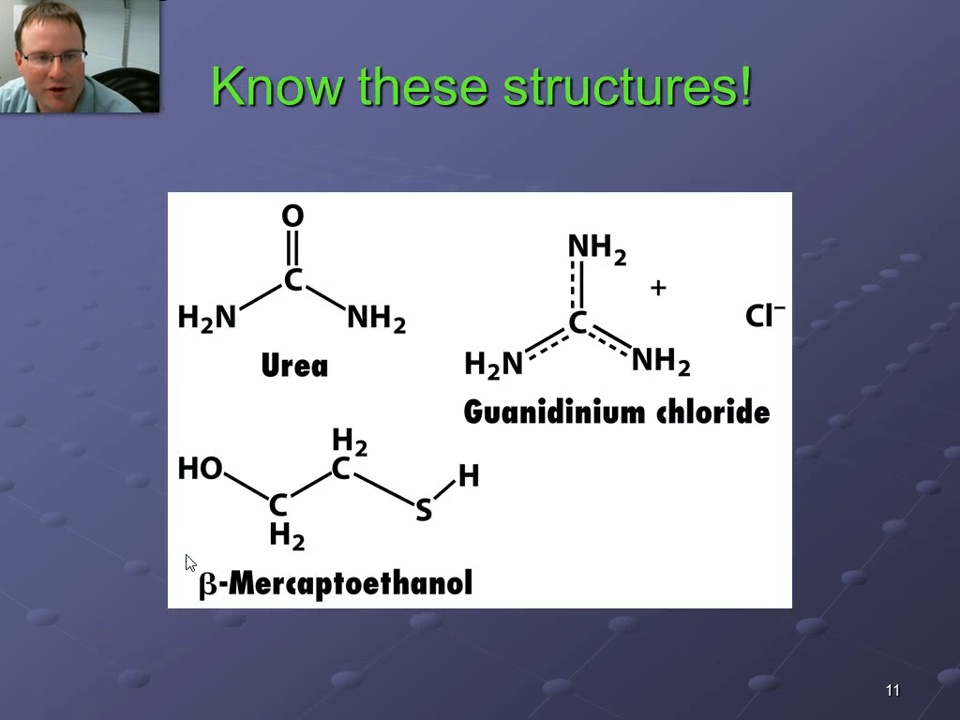 Know these structures!
O
C
H₂N
NH₂
Urea
NH₂
+
C
Cl⁻
H₂N
NH₂
Guanidinium chloride
H₂
HO
C
H
C
S
H₂
β-Mercaptoethanol
11